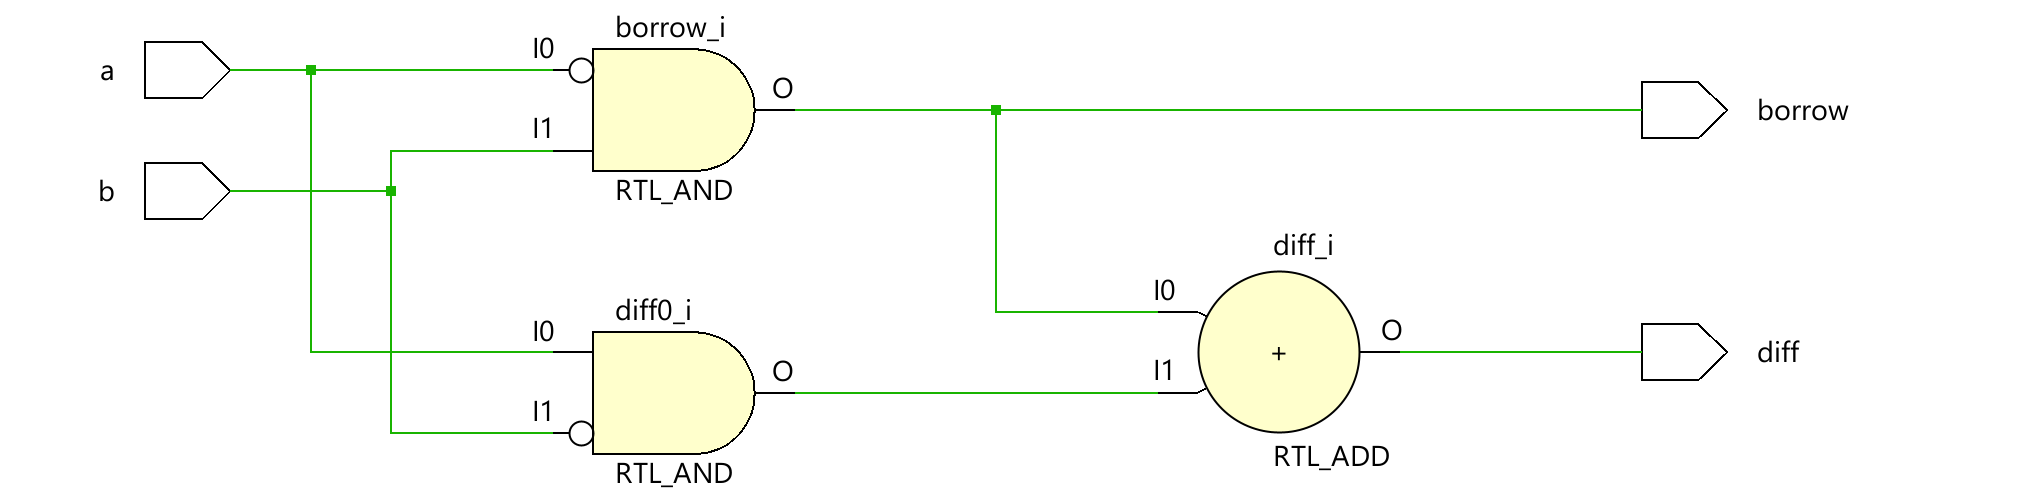 borrow_i
a
I0
I1
O
borrow
b
RTL_AND
diff_i
diff0_i
I0
I1
O
RTL_AND
I0
I1
+
O
diff
RTL_ADD